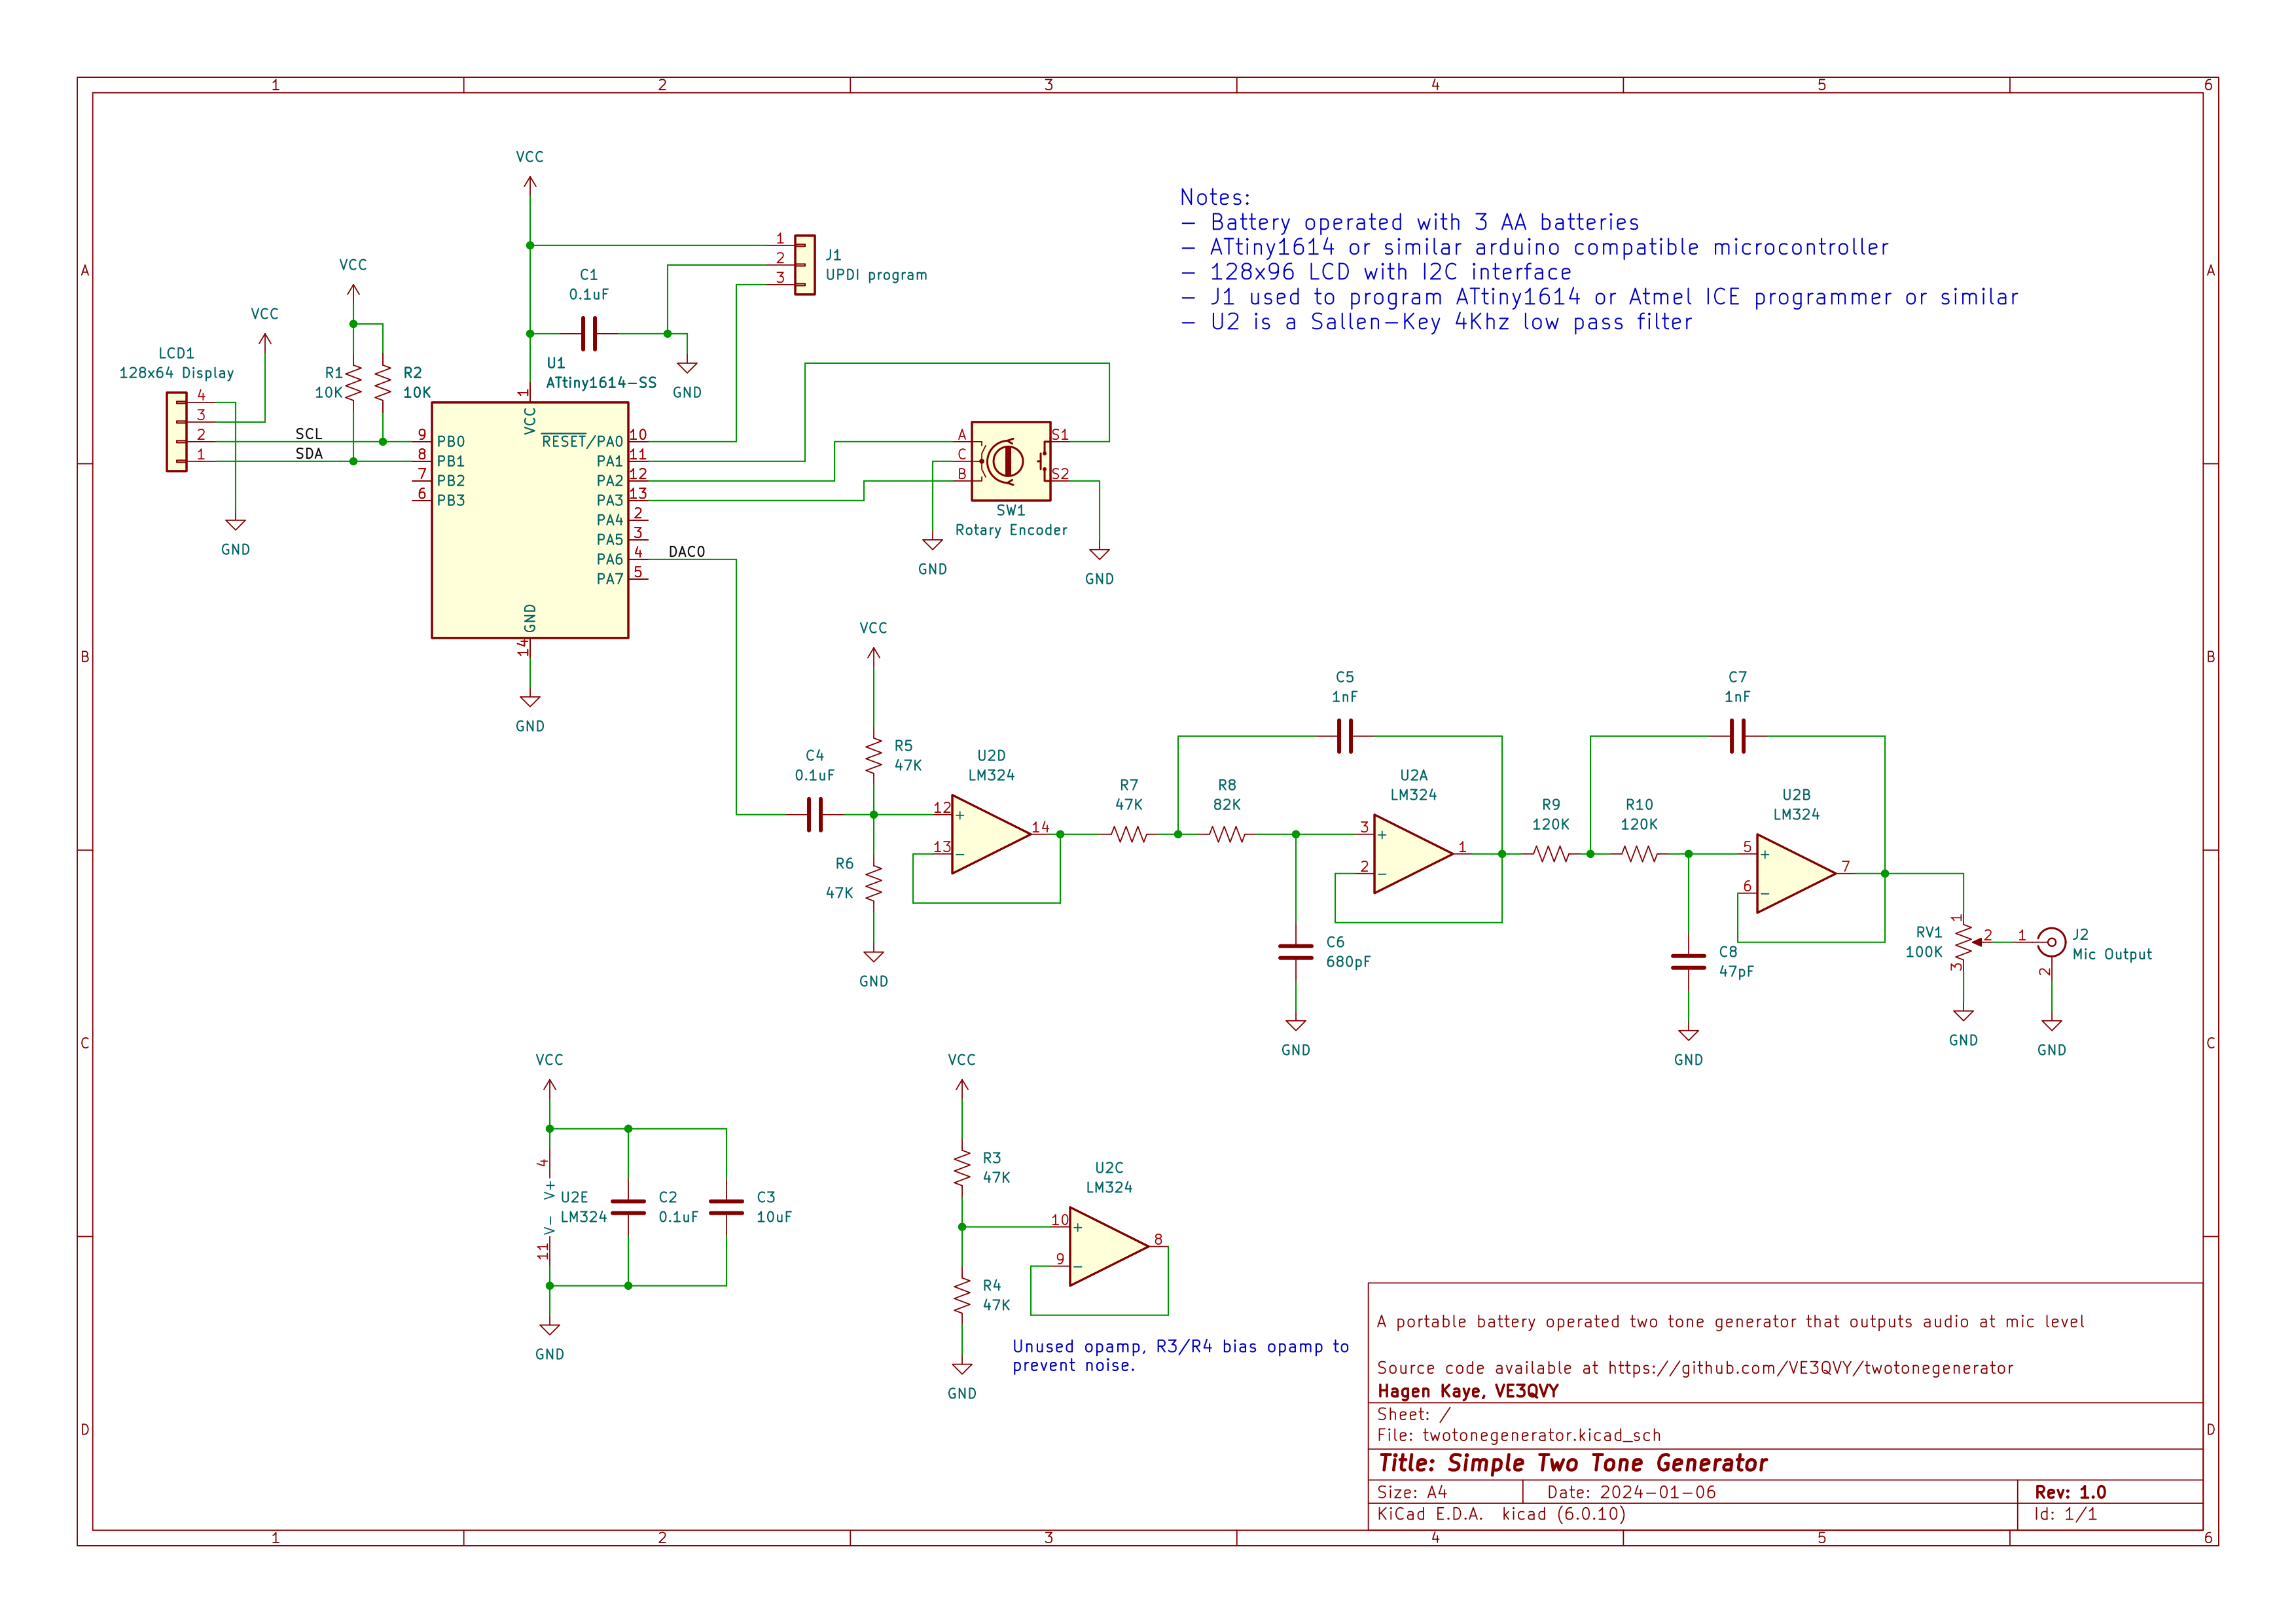 1 2 3 4 5 6
A
B
C
D
A
B
C
D
1 2 3 4 5 6
Notes:
- Battery operated with 3 AA batteries
- ATtiny1614 or similar arduino compatible microcontroller
- 128x96 LCD with I2C interface
- J1 used to program ATtiny1614 or Atmel ICE programmer or similar
- U2 is a Sallen-Key 4Khz low pass filter
VCC
LCD1
128x64 Display
4
3
2
1
SCL
SDA
GND
VCC
VCC
R1
10K
R2
10K
C1
0.1uF
GND
1
2
3
J1
UPDI program
U1
ATtiny1614-SS
1
VCC
9 PB0
8 PB1
7 PB2
6 PB3
RESET/PA0 10
PA1 11
PA2 12
PA3 13
PA4 2
PA5 3
PA6 4
PA7 5
GND
14
GND
DAC0
A
C
B
S1
S2
SW1
Rotary Encoder
GND
GND
VCC
C4
0.1uF
R5
47K
R6
47K
GND
U2D
LM324
12
+
13
-
14
R7
47K
R8
82K
C5
1nF
C6
680pF
GND
U2A
LM324
3
+
2
-
1
R9
120K
R10
120K
C7
1nF
C8
47pF
GND
U2B
LM324
5
+
6
-
7
RV1
100K
1
2
3
GND
1
2
J2
Mic Output
GND
VCC
4
V+
V-
11
U2E
LM324
C2
0.1uF
C3
10uF
GND
VCC
R3
47K
R4
47K
GND
U2C
LM324
10
+
9
-
8
Unused opamp, R3/R4 bias opamp to
prevent noise.
A portable battery operated two tone generator that outputs audio at mic level
Source code available at https://github.com/VE3QVY/twotonegenerator
Hagen Kaye, VE3QVY
Sheet: /
File: twotonegenerator.kicad_sch
Title: Simple Two Tone Generator
Size: A4 Date: 2024-01-06 Rev: 1.0
KiCad E.D.A. kicad (6.0.10) Id: 1/1